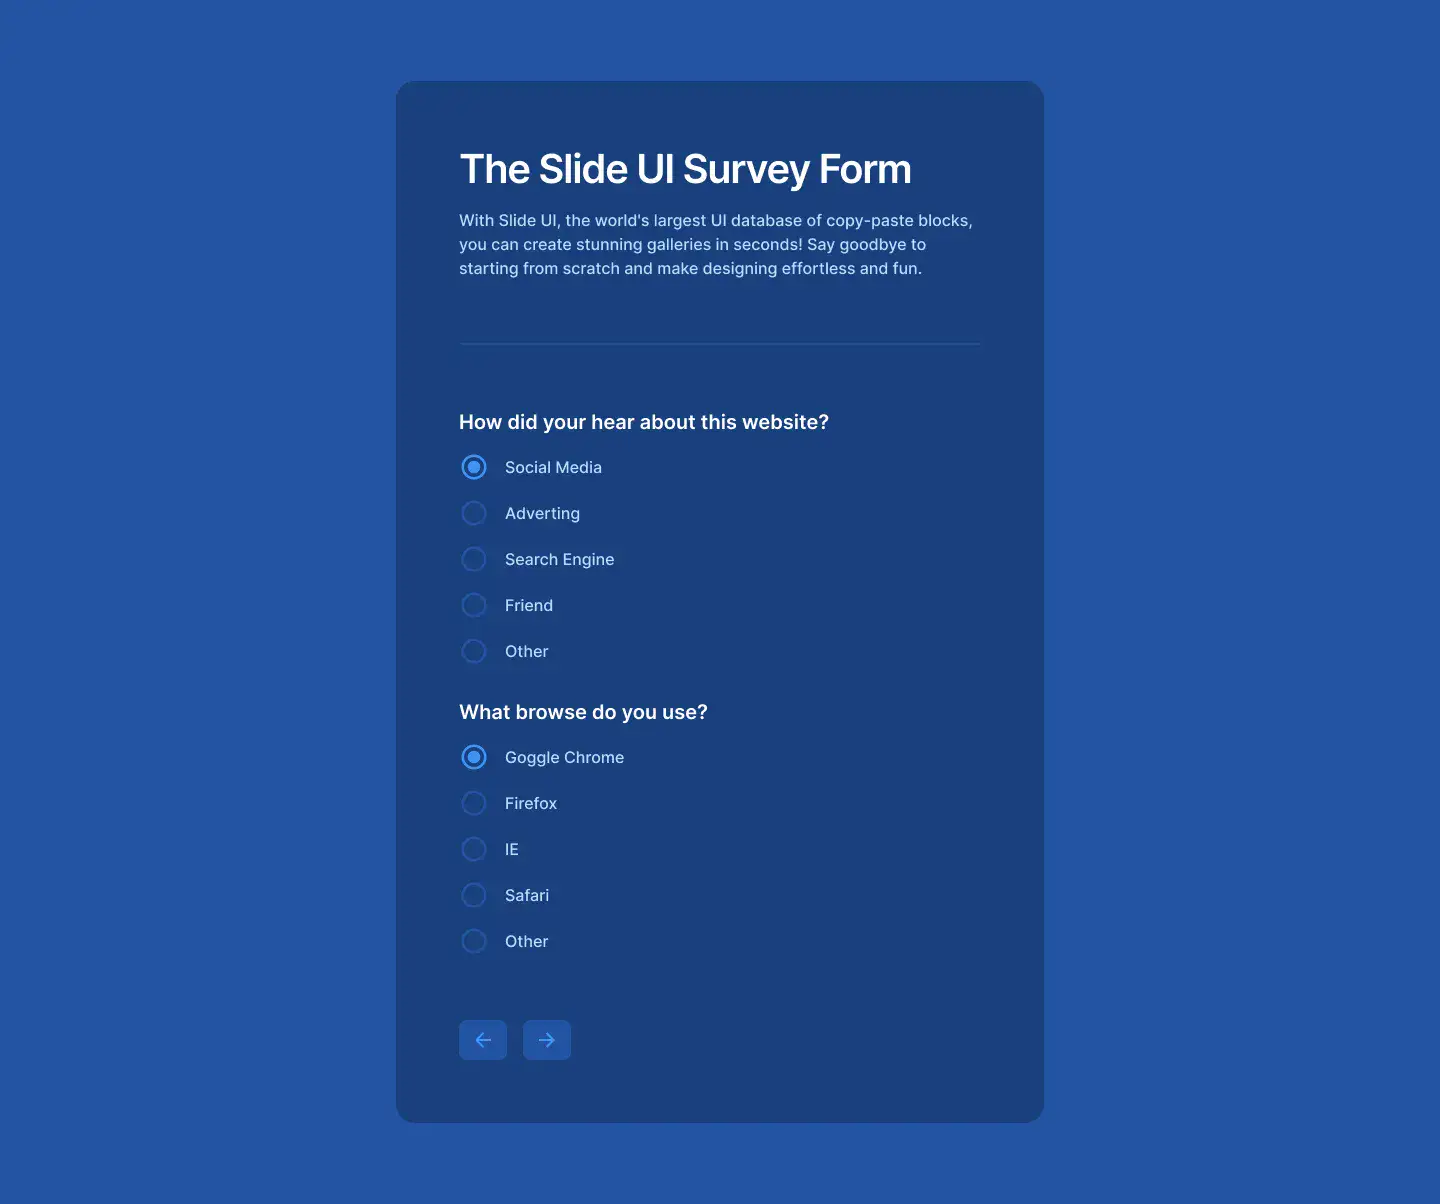 The Slide UI Survey Form
With Slide UI, the world's largest UI database of copy-paste blocks,
you can create stunning galleries in seconds! Say goodbye to
starting from scratch and make designing effortless and fun.
How did your hear about this website?
Social Media
Adverting
Search Engine
Friend
Other
What browse do you use?
Goggle Chrome
Firefox
IE
Safari
Other